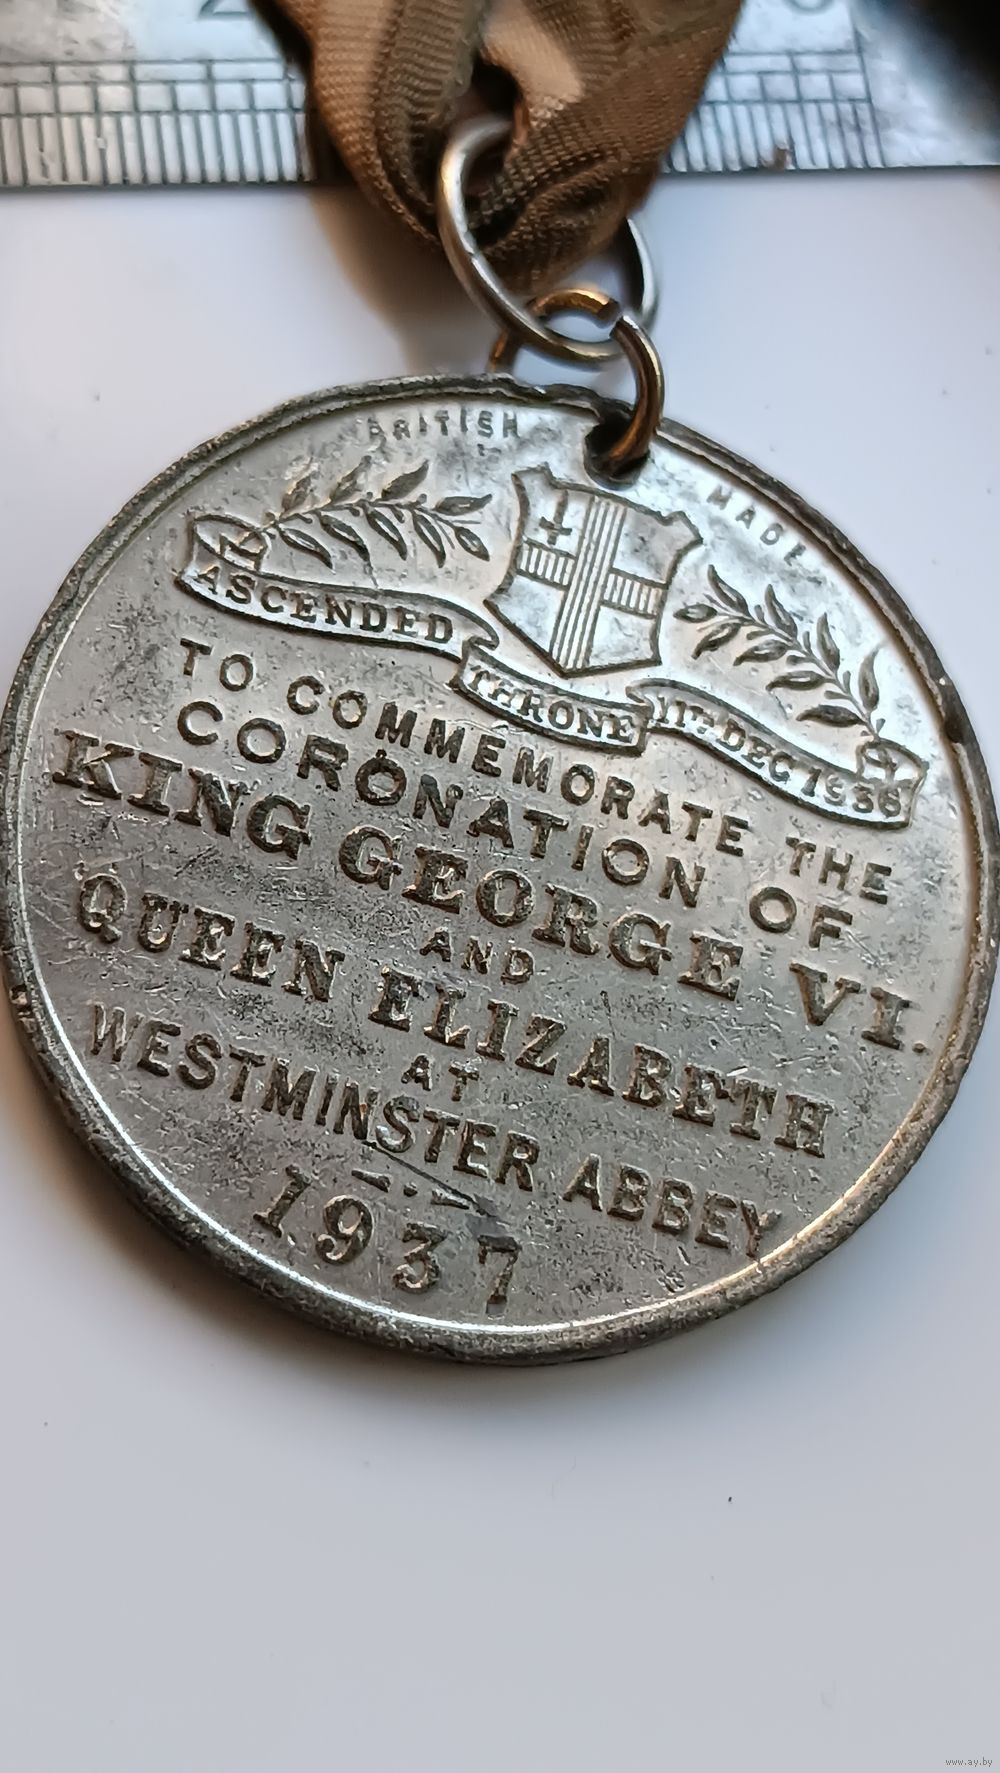 2
BRITISH MADE
ASCENDED THRONE 11TH DEC 1936
TO COMMEMORATE THE
CORONATION OF
KING GEORGE VI.
AND
QUEEN ELIZABETH
AT
WESTMINSTER ABBEY
1937
www.ay.by